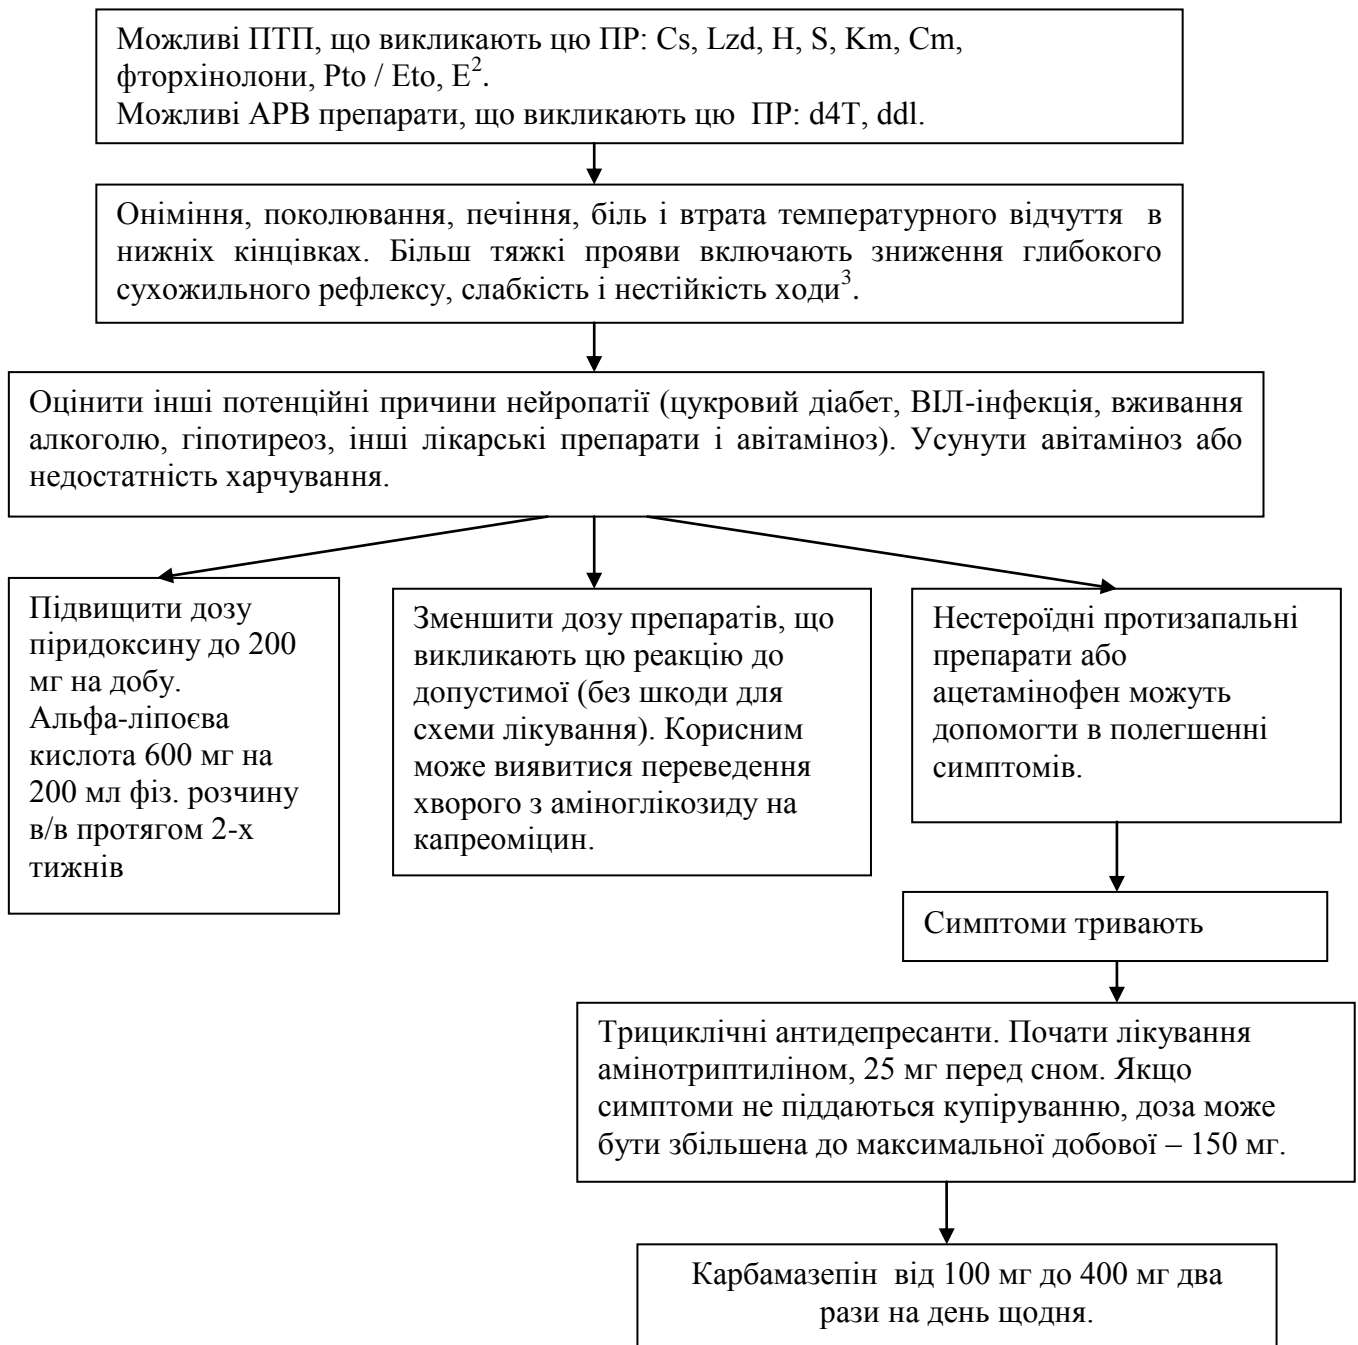 Можливі ПТП, що викликають цю ПР: Cs, Lzd, H, S, Km, Cm,
фторхінолони, Pto / Eto, E².
Можливі АРВ препарати, що викликають цю ПР: d4T, ddl.
Оніміння, поколювання, печіння, біль і втрата температурного відчуття в
нижніх кінцівках. Більш тяжкі прояви включають зниження глибокого
сухожильного рефлексу, слабкість і нестійкість ходи³.
Оцінити інші потенційні причини нейропатії (цукровий діабет, ВІЛ-інфекція, вживання
алкоголю, гіпотиреоз, інші лікарські препарати і авітаміноз). Усунути авітаміноз або
недостатність харчування.
Підвищити дозу
піридоксину до 200
мг на добу.
Альфа-ліпоєва
кислота 600 мг на
200 мл фіз. розчину
в/в протягом 2-х
тижнів
Зменшити дозу препаратів, що
викликають цю реакцію до
допустимої (без шкоди для
схеми лікування). Корисним
може виявитися переведення
хворого з аміноглікозиду на
капреоміцин.
Нестероїдні протизапальні
препарати або
ацетамінофен можуть
допомогти в полегшенні
симптомів.
Симптоми тривають
Трициклічні антидепресанти. Почати лікування
амінотриптиліном, 25 мг перед сном. Якщо
симптоми не піддаються купіруванню, доза може
бути збільшена до максимальної добової – 150 мг.
Карбамазепін від 100 мг до 400 мг два
рази на день щодня.